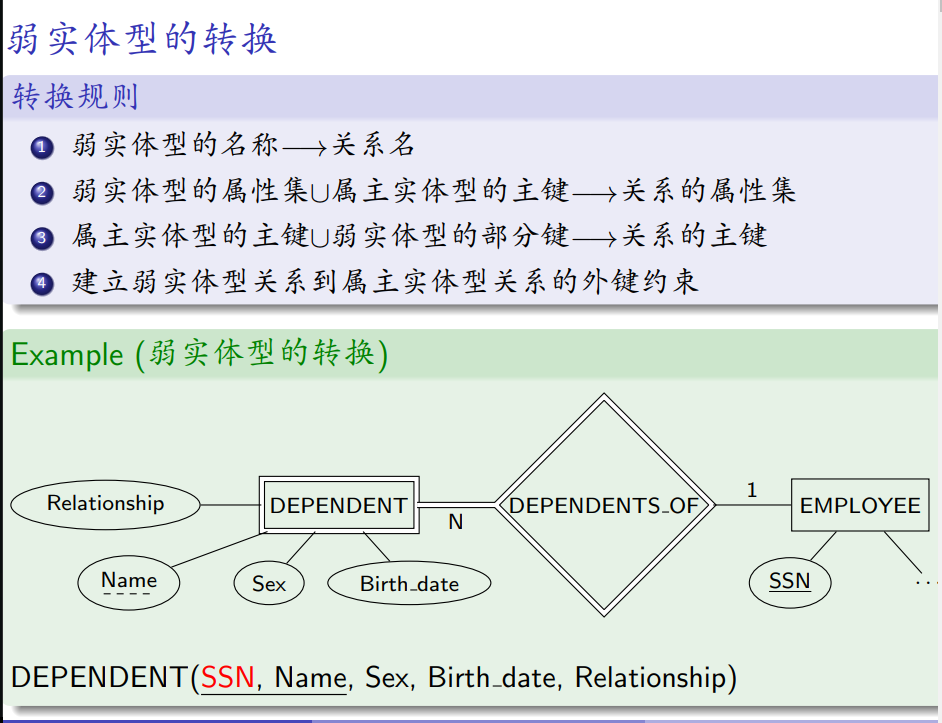 弱实体型的转换
转换规则
1 弱实体型的名称⟶关系名
2 弱实体型的属性集∪属主实体型的主键⟶关系的属性集
3 属主实体型的主键∪弱实体型的部分键⟶关系的主键
4 建立弱实体型关系到属主实体型关系的外键约束
Example (弱实体型的转换)
Relationship
DEPENDENT
N
DEPENDENTS_OF
1
EMPLOYEE
Name
Sex
Birth_date
SSN
...
DEPENDENT(SSN, Name, Sex, Birth_date, Relationship)